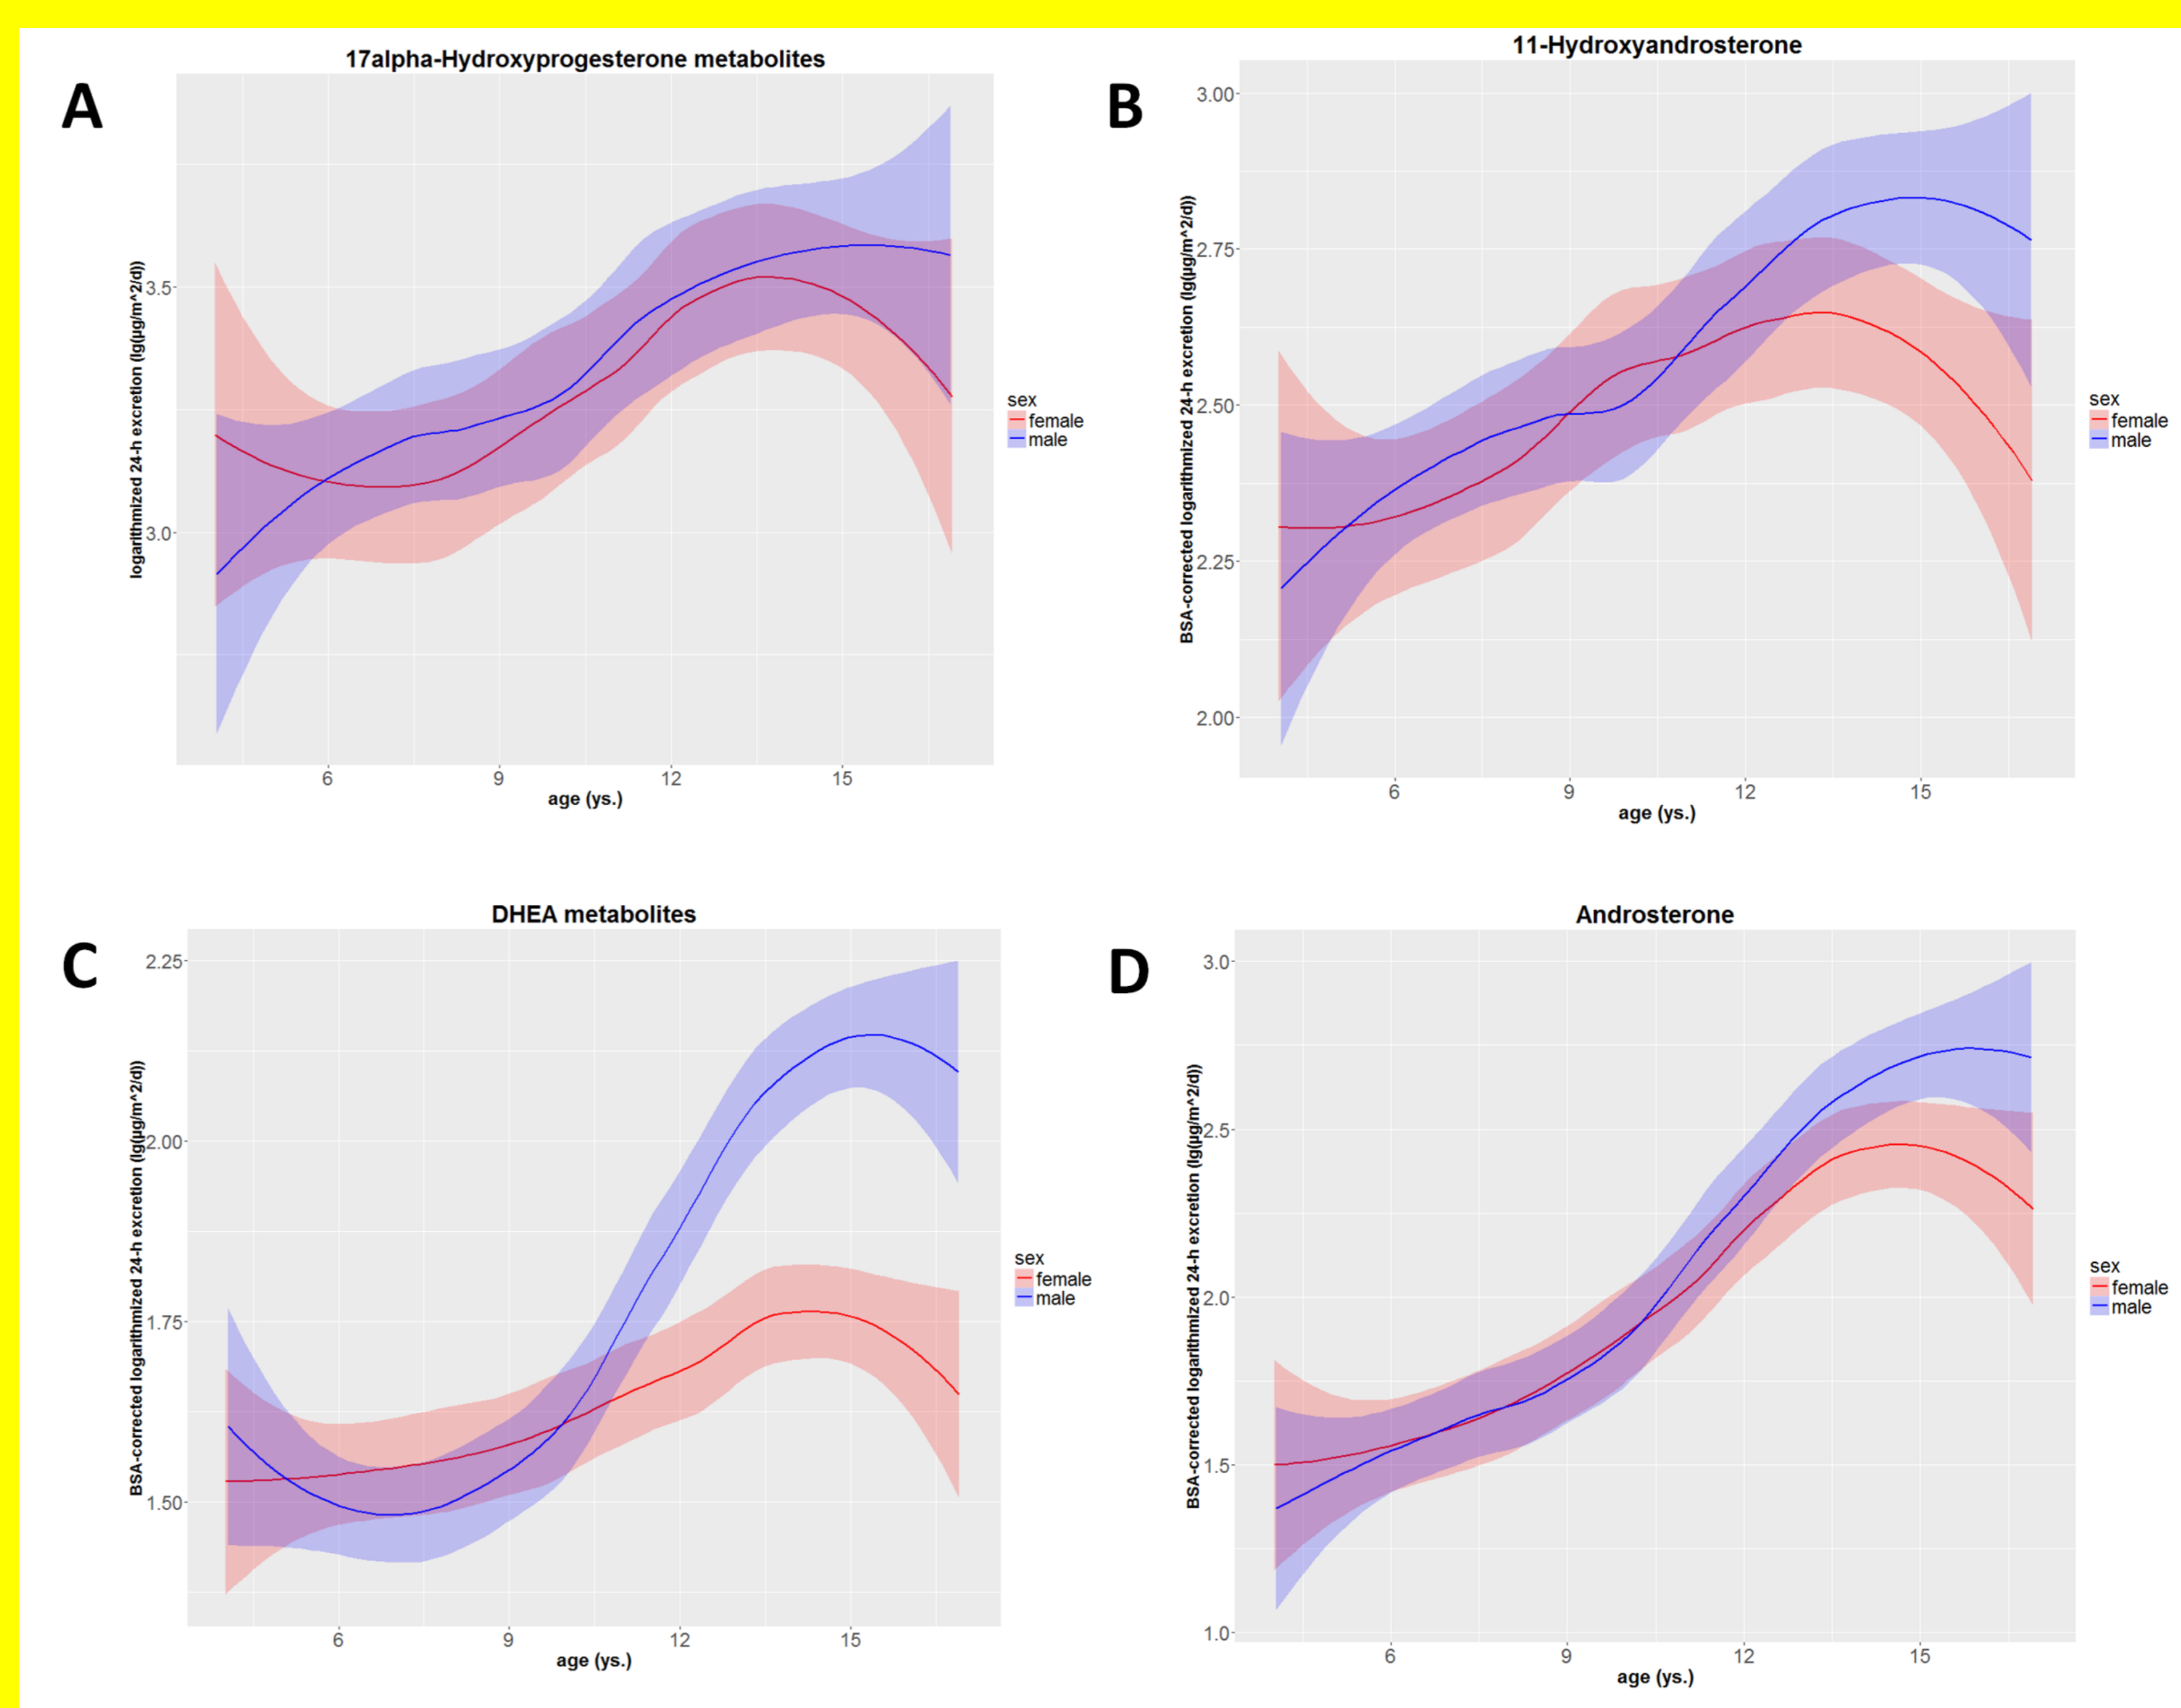 A
17alpha-Hydroxyprogesterone metabolites
logarithmized 24-h excretion (lg(µg/m^2/d))
3.5
3.0
6 9 12 15
age (ys.)
sex
female
male
B
11-Hydroxyandrosterone
BSA-corrected logarithmized 24-h excretion (lg(µg/m^2/d))
3.00
2.75
2.50
2.25
2.00
6 9 12 15
age (ys.)
sex
female
male
C
DHEA metabolites
BSA-corrected logarithmized 24-h excretion (lg(µg/m^2/d))
2.25
2.00
1.75
1.50
6 9 12 15
age (ys.)
sex
female
male
D
Androsterone
BSA-corrected logarithmized 24-h excretion (lg(µg/m^2/d))
3.0
2.5
2.0
1.5
1.0
6 9 12 15
age (ys.)
sex
female
male